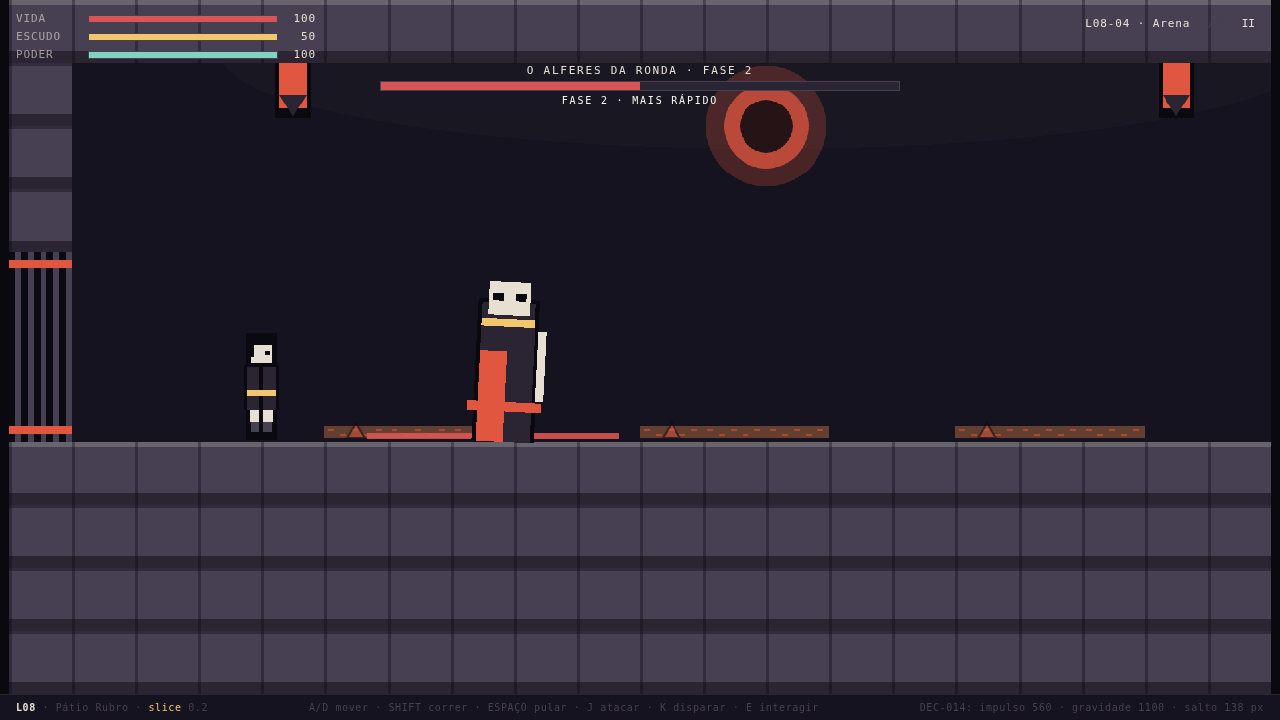 VIDA 100
ESCUDO 50
PODER 100
L08-04 · Arena II
O ALFERES DA RONDA · FASE 2
FASE 2 · MAIS RÁPIDO
L08 · Pátio Rubro · slice 0.2
A/D mover · SHIFT correr · ESPAÇO pular · J atacar · K disparar · E interagir
DEC-014: impulso 560 · gravidade 1100 · salto 138 px